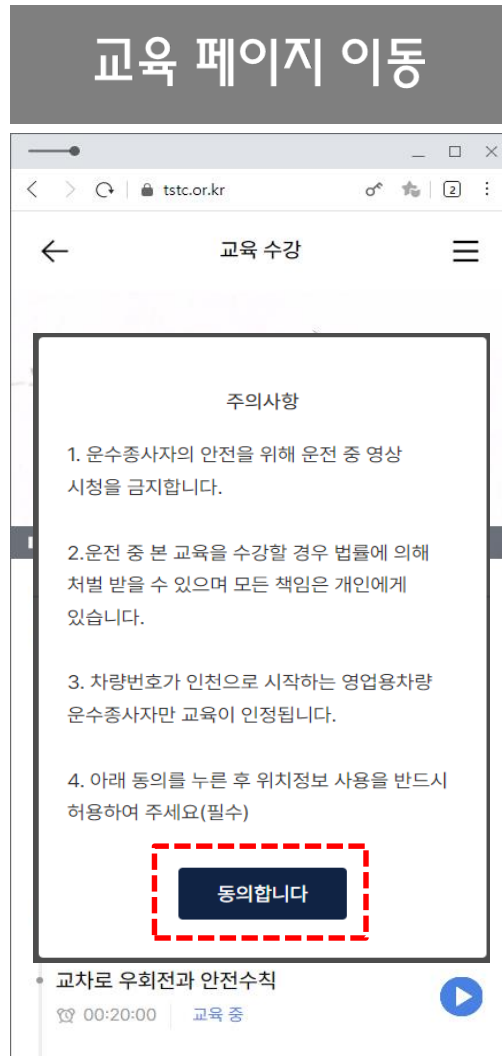 교육 페이지 이동
tstc.or.kr
2
교육 수강
주의사항
1. 운수종사자의 안전을 위해 운전 중 영상
시청을 금지합니다.
2.운전 중 본 교육을 수강할 경우 법률에 의해
처벌 받을 수 있으며 모든 책임은 개인에게
있습니다.
3. 차량번호가 인천으로 시작하는 영업용차량
운수종사자만 교육이 인정됩니다.
4. 아래 동의를 누른 후 위치정보 사용을 반드시
허용하여 주세요(필수)
동의합니다
교차로 우회전과 안전수칙
00:20:00 교육 중